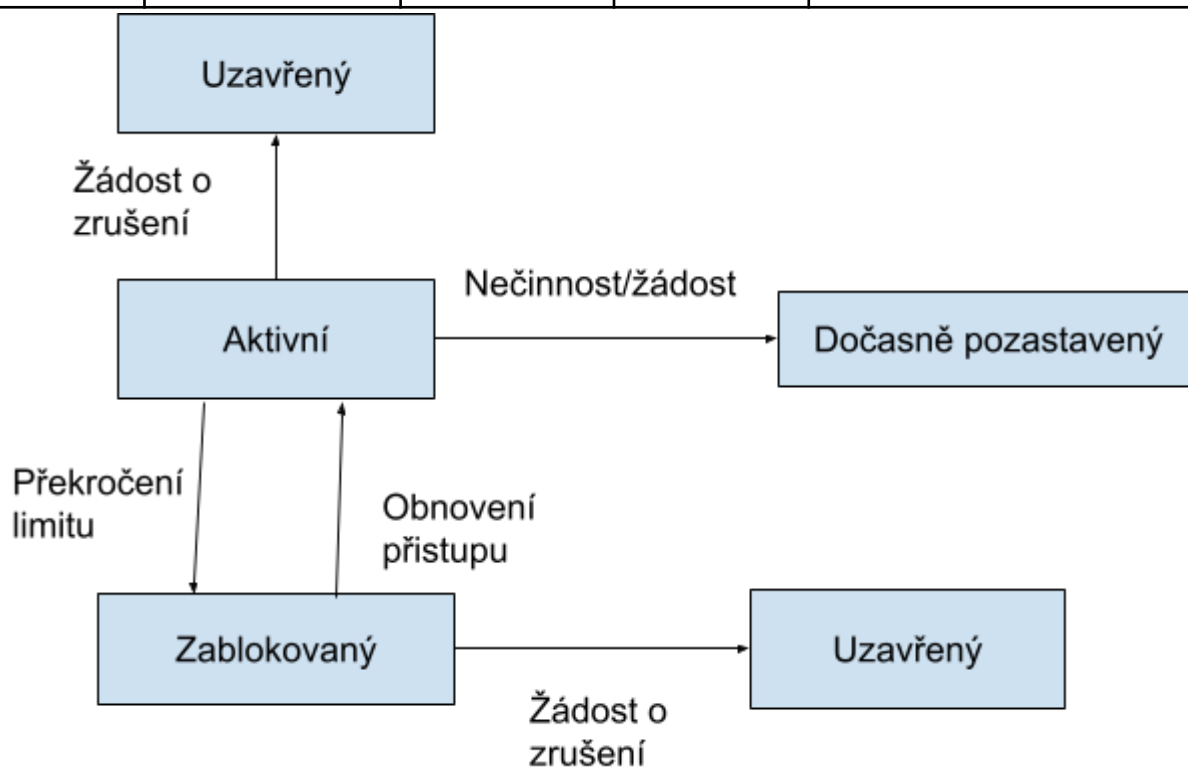 Uzavřený
Žádost o
zrušení
Nečinnost/žádost
Aktivní
Dočasně pozastavený
Překročení
limitu
Obnovení
přistupu
Zablokovaný
Uzavřený
Žádost o
zrušení